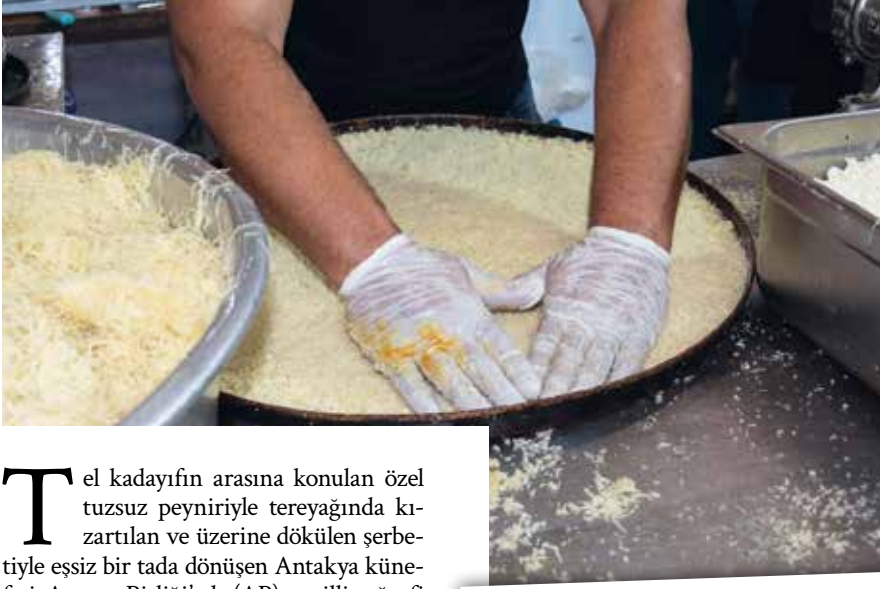 Tel kadayıfın arasına konulan özel
tuzsuz peyniriyle tereyağında kı-
zartılan ve üzerine dökülen şerbe-
tiyle eşsiz bir tada dönüşen Antakya küne-